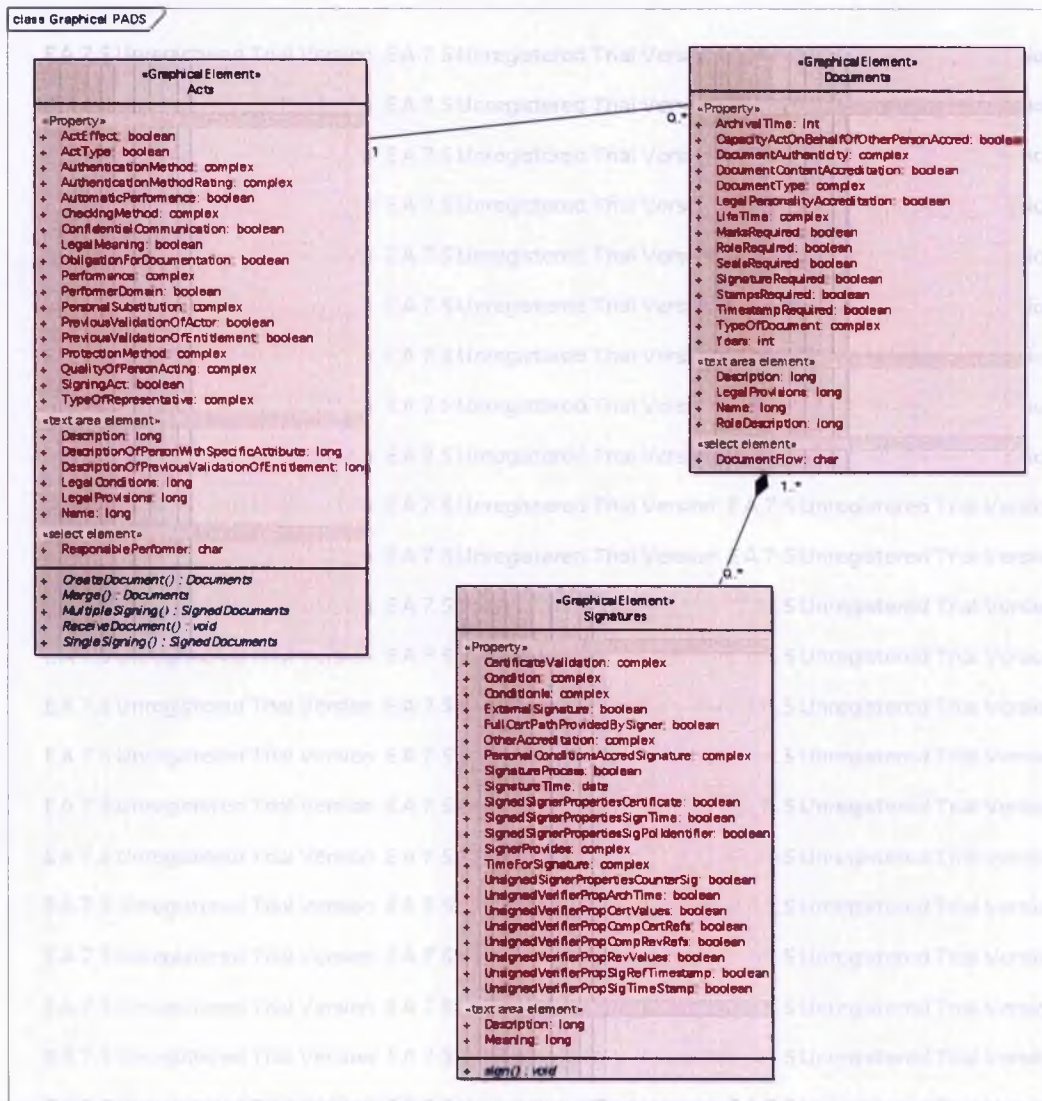 class Graphical PADS
«GraphicalElement»
Acts
«Property»
+ ActEffect: boolean
+ ActType: boolean
+ AuthenticationMethod: complex
+ AuthenticationMethodRating: complex
+ AutomaticPerformance: boolean
+ CheckingMethod: complex
+ ConfidentialCommunication: boolean
+ LegalMeaning: boolean
+ ObligationForDocumentation: boolean
+ Performance: complex
+ PerformerDomain: boolean
+ PersonalSubstitution: complex
+ PreviousValidationOfActor: boolean
+ PreviousValidationOfEntitlement: boolean
+ ProtectionMethod: complex
+ QualityOfPersonActing: complex
+ SigningAct: boolean
+ TypeOfRepresentative: complex
«text area element»
+ Description: long
+ DescriptionOfPersonWithSpecificAttribute: long
+ DescriptionOfPreviousValidationOfEntitlement: long
+ LegalConditions: long
+ LegalProvisions: long
+ Name: long
«select element»
+ ResponsiblePerformer: char
+ CreateDocument() : Documents
+ Merge() : Documents
+ MultipleSigning() : SignedDocuments
+ ReceiveDocument() : void
+ SingleSigning() : SignedDocuments
1
0..*
«GraphicalElement»
Documents
«Property»
+ ArchivalTime: int
+ CapacityActOnBehalfOfOtherPersonAccred: boolean
+ DocumentAuthenticity: complex
+ DocumentContentAccreditation: boolean
+ DocumentType: complex
+ LegalPersonalityAccreditation: boolean
+ LifeTime: complex
+ MarksRequired: boolean
+ RoleRequired: boolean
+ SealsRequired: boolean
+ SignatureRequired: boolean
+ StampsRequired: boolean
+ TimestampRequired: boolean
+ TypeOfDocument: complex
+ Years: int
«text area element»
+ Description: long
+ LegalProvisions: long
+ Name: long
+ RoleDescription: long
«select element»
+ DocumentFlow: char
1..*
0..*
«GraphicalElement»
Signatures
«Property»
+ CertificateValidation: complex
+ Condition: complex
+ ConditionIs: complex
+ ExternalSigner: boolean
+ FullCertPathProvidedBySigner: boolean
+ OtherAccreditation: complex
+ PersonalConditionsAccredSignature: complex
+ SignatureProcess: boolean
+ SignatureTime: date
+ SignedSignerPropertiesCertificate: boolean
+ SignedSignerPropertiesSignTime: boolean
+ SignedSignerPropertiesSigPolIdentifier: boolean
+ SignerProvides: complex
+ TimeForSignature: complex
+ UnsignedSignerPropertiesCounterSig: boolean
+ UnsignedVerifierPropArchTime: boolean
+ UnsignedVerifierPropCertValues: boolean
+ UnsignedVerifierPropCompCertRefs: boolean
+ UnsignedVerifierPropCompRevRefs: boolean
+ UnsignedVerifierPropRevValues: boolean
+ UnsignedVerifierPropSigRefTimestamp: boolean
+ UnsignedVerifierPropSigTimeStamp: boolean
«text area element»
+ Description: long
+ Meaning: long
+ sign() : void